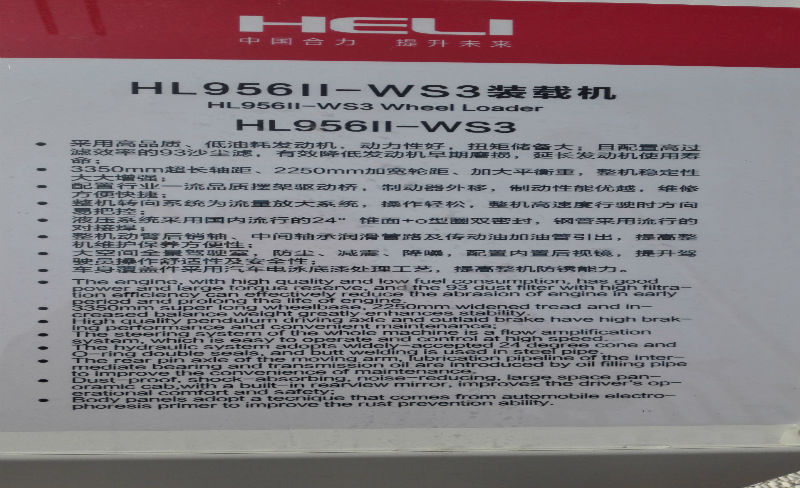 HELI
中国合力 提升未来
HL956II-WS3装载机
HL956II-WS3 Wheel Loader
HL956II-WS3
• 采用高品质、低油耗发动机，动力性好，扭矩储备大；且配置高过
滤效率的93沙尘滤，有效降低发动机早期磨损，延长发动机使用寿
命；
• 3350mm超长轴距、2250mm加宽轮距、加大平衡重，整机稳定性
大大增强；
• 配置行业一流品质摆架驱动桥，制动器外移，制动性能优越，维修
方便快捷；
• 整机转向系统为流量放大系统，操作轻松，整机高速度行驶时方向
易把控；
• 液压系统采用国内流行的24°锥面+o型圈双密封，钢管采用流行的
对接焊；
• 整机动臂后销轴、中间轴承润滑管路及传动油加油管引出，提高整
机维护保养方便性；
• 大空间全景驾驶室，防尘、减震、降噪，配置内置后视镜，提升驾
驶员操作舒适性及安全性；
• 车身覆盖件采用汽车电泳底漆处理工艺，提高整机防锈能力。
• The engine, with high quality and low fuel consumption, has good
power and large torque reserve, and the 93 dust filter with high filtra-
tion efficiency can effectively reduce the abrasion of engine in early
period and prolong the life of engine.
• 3350mm longer wheelbase, 2250mm widened tread and in-
creased balance weight greatly enhances stability.
• High quality pendulum driving axle and outlaid brake have high brak-
ing performance and convenient maintenance;
• The steering system of the whole machine is a flow amplification
system, which is easy to operate and control at high speed.
• The hydraulic system adopts widely-accepted 24 degree cone and
O-ring double seals, and butt welding is used in steel pipe.
• The rear pin axle of the moving arm, lubrication pipeline of the inter-
mediate bearing and transmission oil are introduced by oil filling pipe
to improve the convenience of maintenance.
• Dust-proof, shock-absorbing, noise-reducing, large space pan-
oramic cab,with a built-in rearview mirror, improves the driver's op-
erational comfort and safety;
• Body panels adopt a tecnique that comes from automobile electro-
phoresis primer to improve the rust prevention ability.